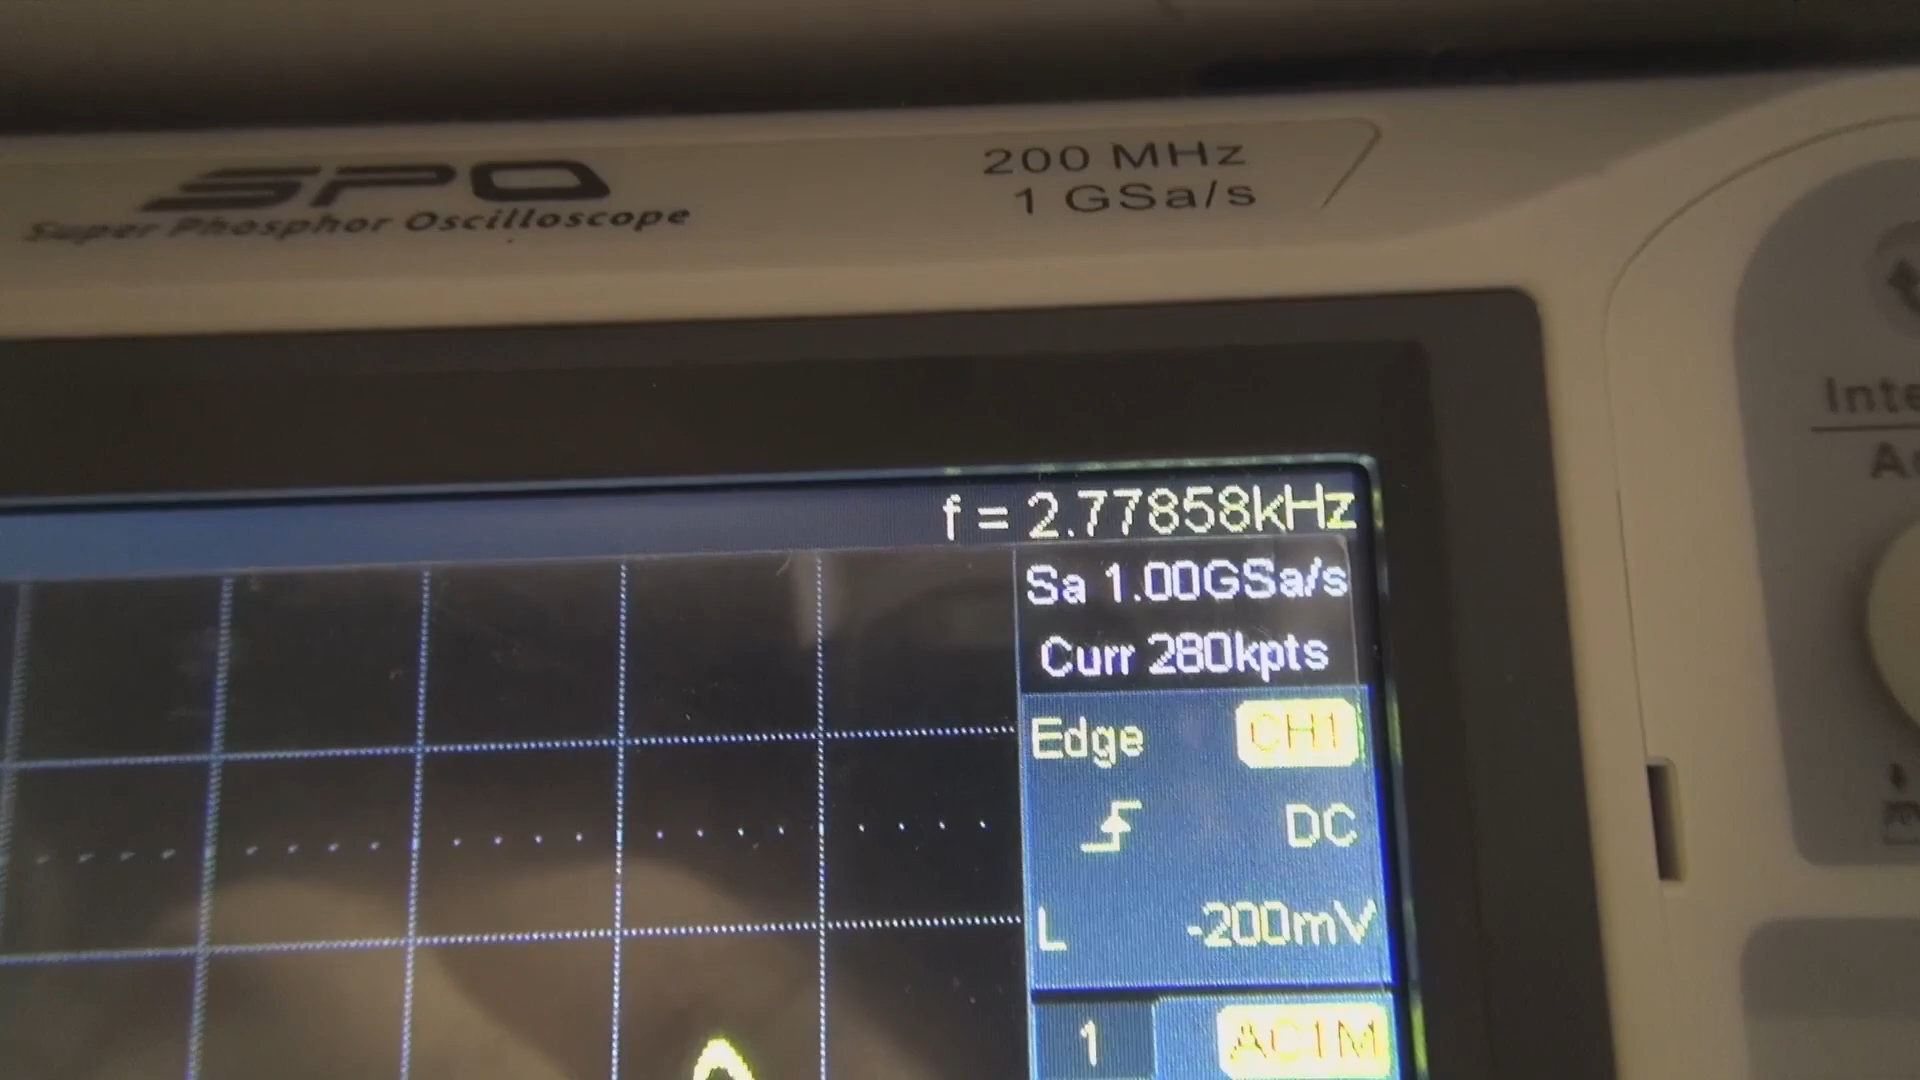 SPO
Super Phosphor Oscilloscope
200 MHz
1 GSa/s
f = 2.77858kHz
Sa 1.00GSa/s
Curr 280kpts
Edge CH1
DC
L -200mV
1 AC1M